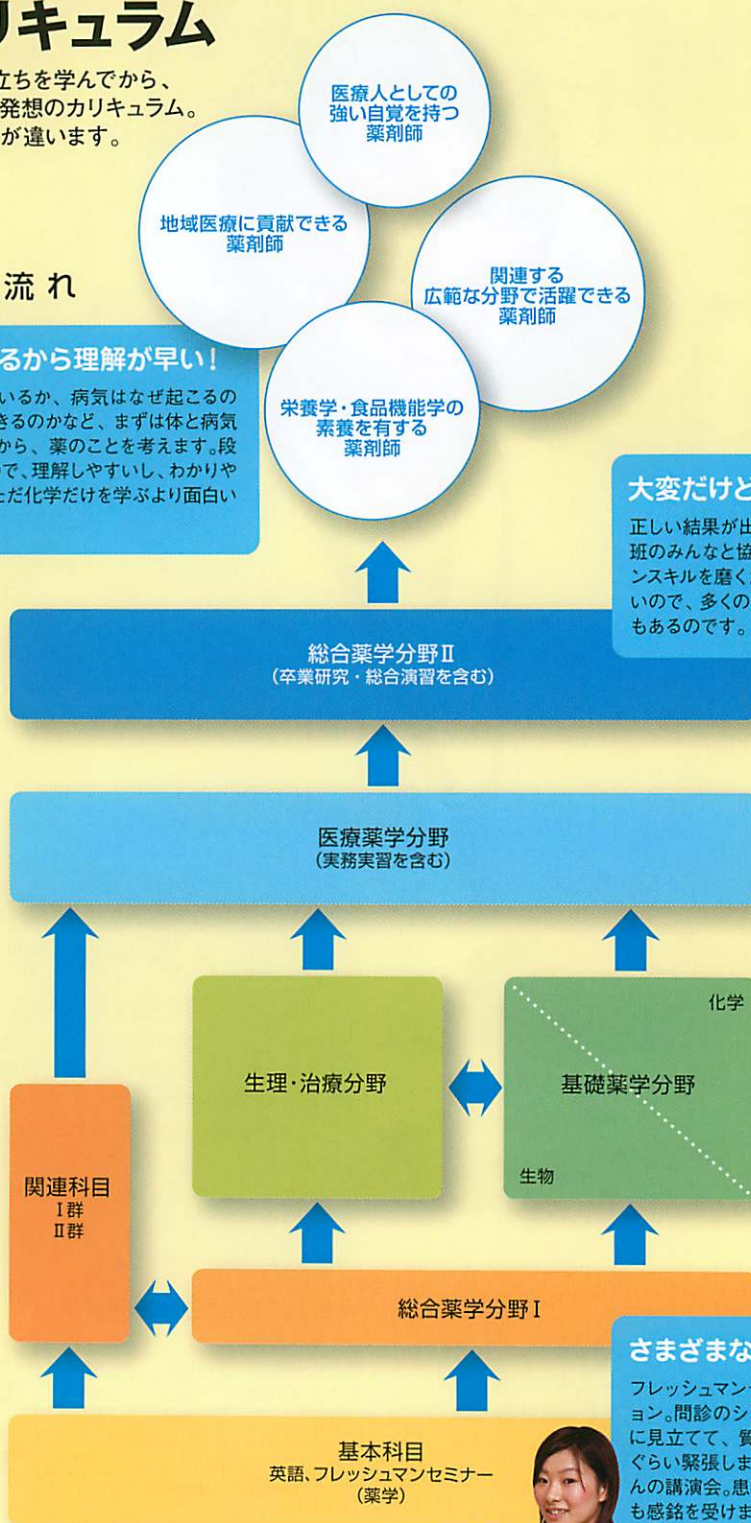 リキュラム
立ちを学んでから、
発想のカリキュラム。
が違います。
医療人としての
強い自覚を持つ
薬剤師
地域医療に貢献できる
薬剤師
関連する
広範な分野で活躍できる
薬剤師
栄養学・食品機能学の
素養を有する
薬剤師
流れ
るから理解が早い！
いるか、病気はなぜ起こるの
きるのかなど、まずは体と病気
から、薬のことを考えます。段
で、理解しやすいし、わかりや
ただ化学だけを学ぶより面白い
大変だけど
正しい結果が出
班のみんなと協
ンスキルを磨く
いので、多くの
もあるのです。
総合薬学分野Ⅱ
（卒業研究・総合演習を含む）
医療薬学分野
（実務実習を含む）
生理・治療分野
化学
基礎薬学分野
生物
関連科目
Ⅰ群
Ⅱ群
総合薬学分野Ⅰ
基本科目
英語、フレッシュマンセミナー
（薬学）
さまざまな
フレッシュマン
ョン。問診のシ
に見立てて、質
ぐらい緊張しま
んの講演会。患
も感銘を受けま